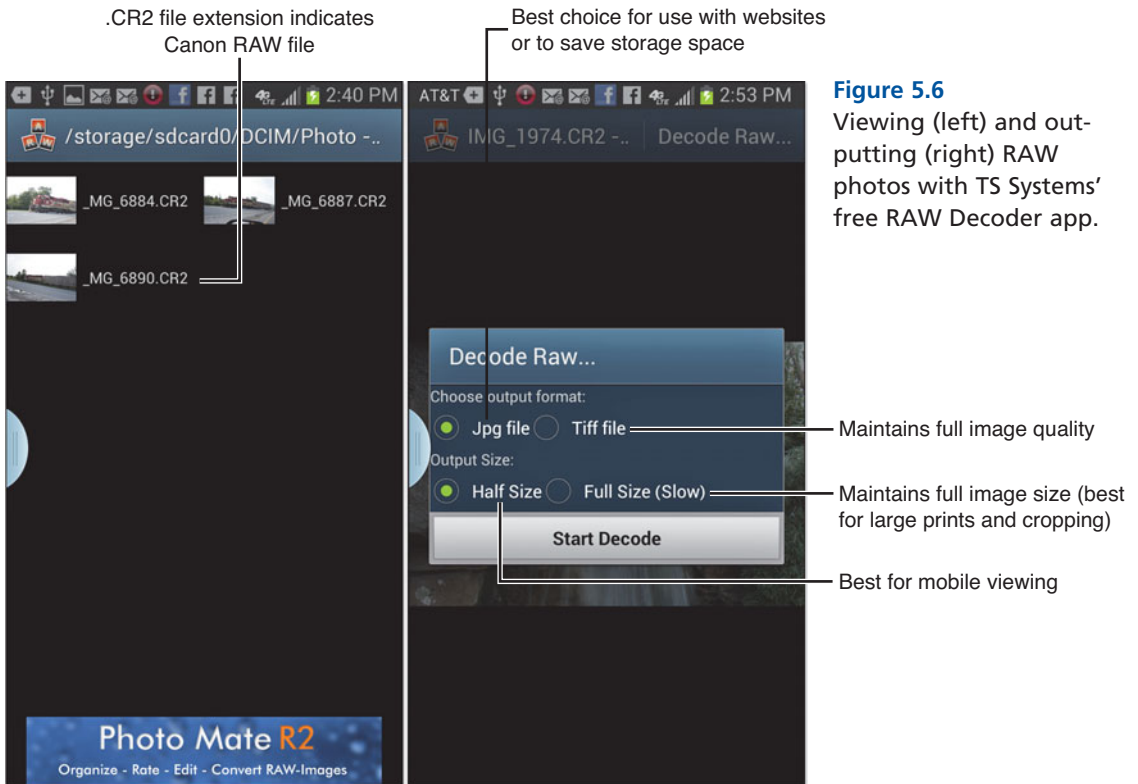 .CR2 file extension indicates
Canon RAW file
Best choice for use with websites
or to save storage space
2:40 PM
/storage/sdcard0/DCIM/Photo -..
_MG_6884.CR2
_MG_6887.CR2
_MG_6890.CR2
Photo Mate R2
Organize - Rate - Edit - Convert RAW-Images
AT&T
2:53 PM
IMG_1974.CR2 -..
Decode Raw...
Decode Raw...
Choose output format:
Jpg file
Tiff file
Output Size:
Half Size
Full Size (Slow)
Start Decode
Maintains full image quality
Maintains full image size (best
for large prints and cropping)
Best for mobile viewing
Figure 5.6
Viewing (left) and out-
putting (right) RAW
photos with TS Systems’
free RAW Decoder app.